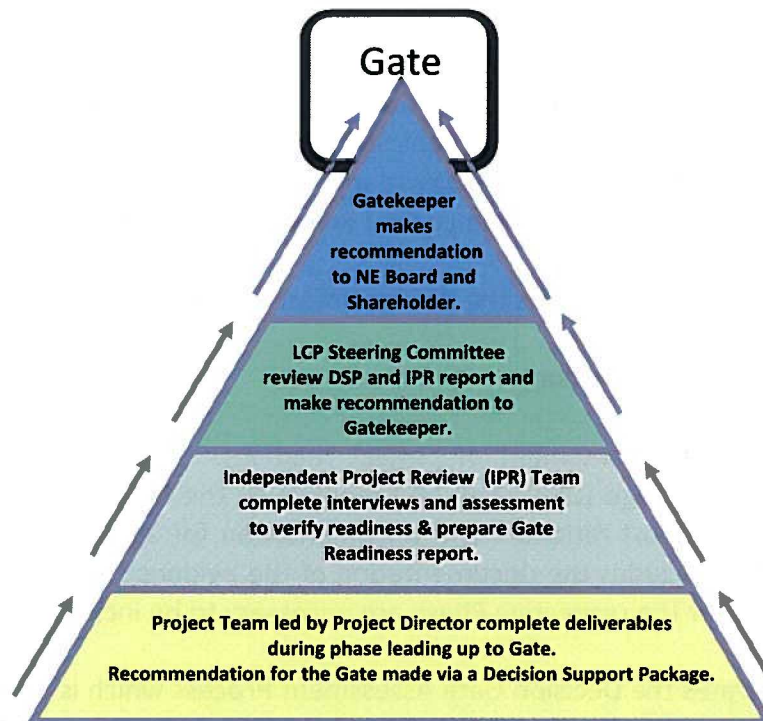 Gate
Gatekeeper
makes
recommendation
to NE Board and
Shareholder.
LCP Steering Committee
review DSP and IPR report and
make recommendation to
Gatekeeper.
Independent Project Review (IPR) Team
complete interviews and assessment
to verify readiness & prepare Gate
Readiness report.
Project Team led by Project Director complete deliverables
during phase leading up to Gate.
Recommendation for the Gate made via a Decision Support Package.